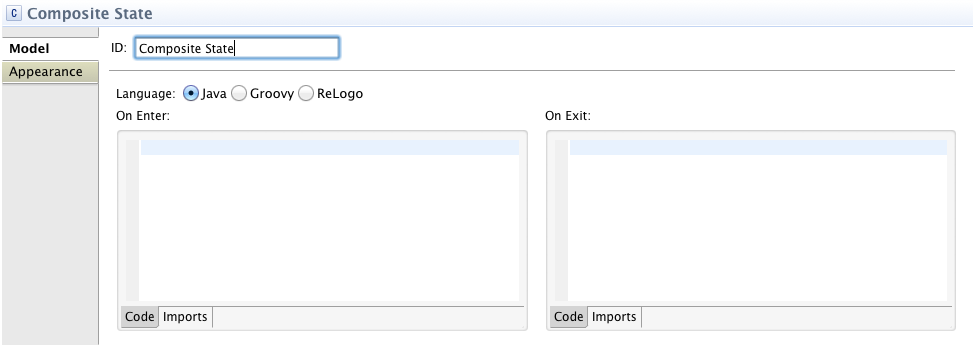 C Composite State
Model
Appearance
ID: Composite State
Language: Java Groovy ReLogo
On Enter: On Exit:
Code Imports Code Imports